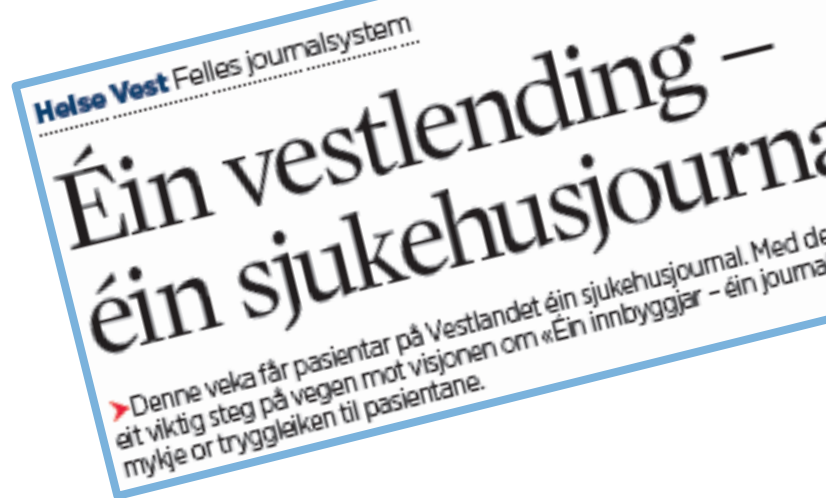 Helse Vest Felles journalsystem
Éin vestlending –
éin sjukehusjourna
Denne veka får pasientar på Vestlandet éin sjukehusjournal. Med de
eit viktig steg på vegen mot visjonen om «Éin innbyggjar – éin journa
mykje or tryggleiken til pasientane.